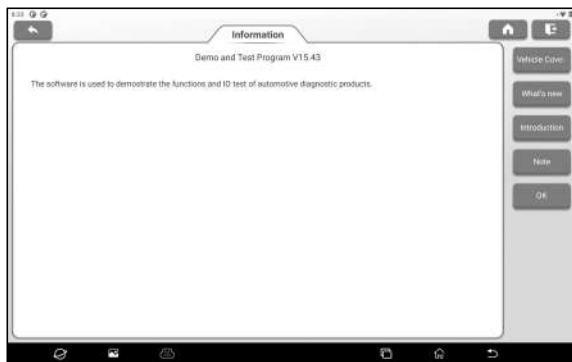 Information
Demo and Test Program V15.43
The software is used to demostrate the functions and IO test of automotive diagnostic products.
Vehicle Cove.
What's new
Introduction
Note
OK